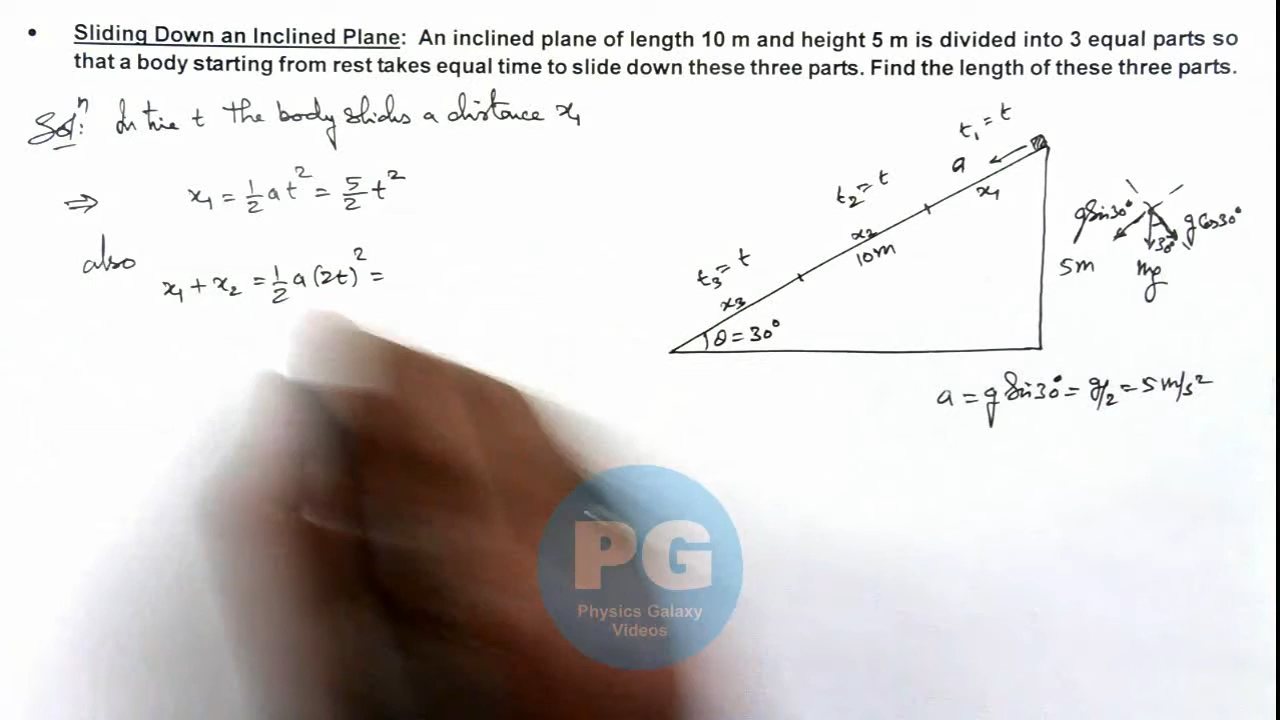 • Sliding Down an Inclined Plane: An inclined plane of length 10 m and height 5 m is divided into 3 equal parts so
that a body starting from rest takes equal time to slide down these three parts. Find the length of these three parts.
Solⁿ: In time t the body slides a distance x₁
⇒ x₁ = 1/2 at² = 5/2 t²
also
x₁ + x₂ = 1/2 a (2t)² =
t₁ = t
a
x₁
t₂ = t
x₂
10m
t₃ = t
x₃
θ = 30°
5m
gsin30°
gcos30°
30°
mg
a = g sin30° = g/2 = 5 m/s²
PG
Physics Galaxy
Videos